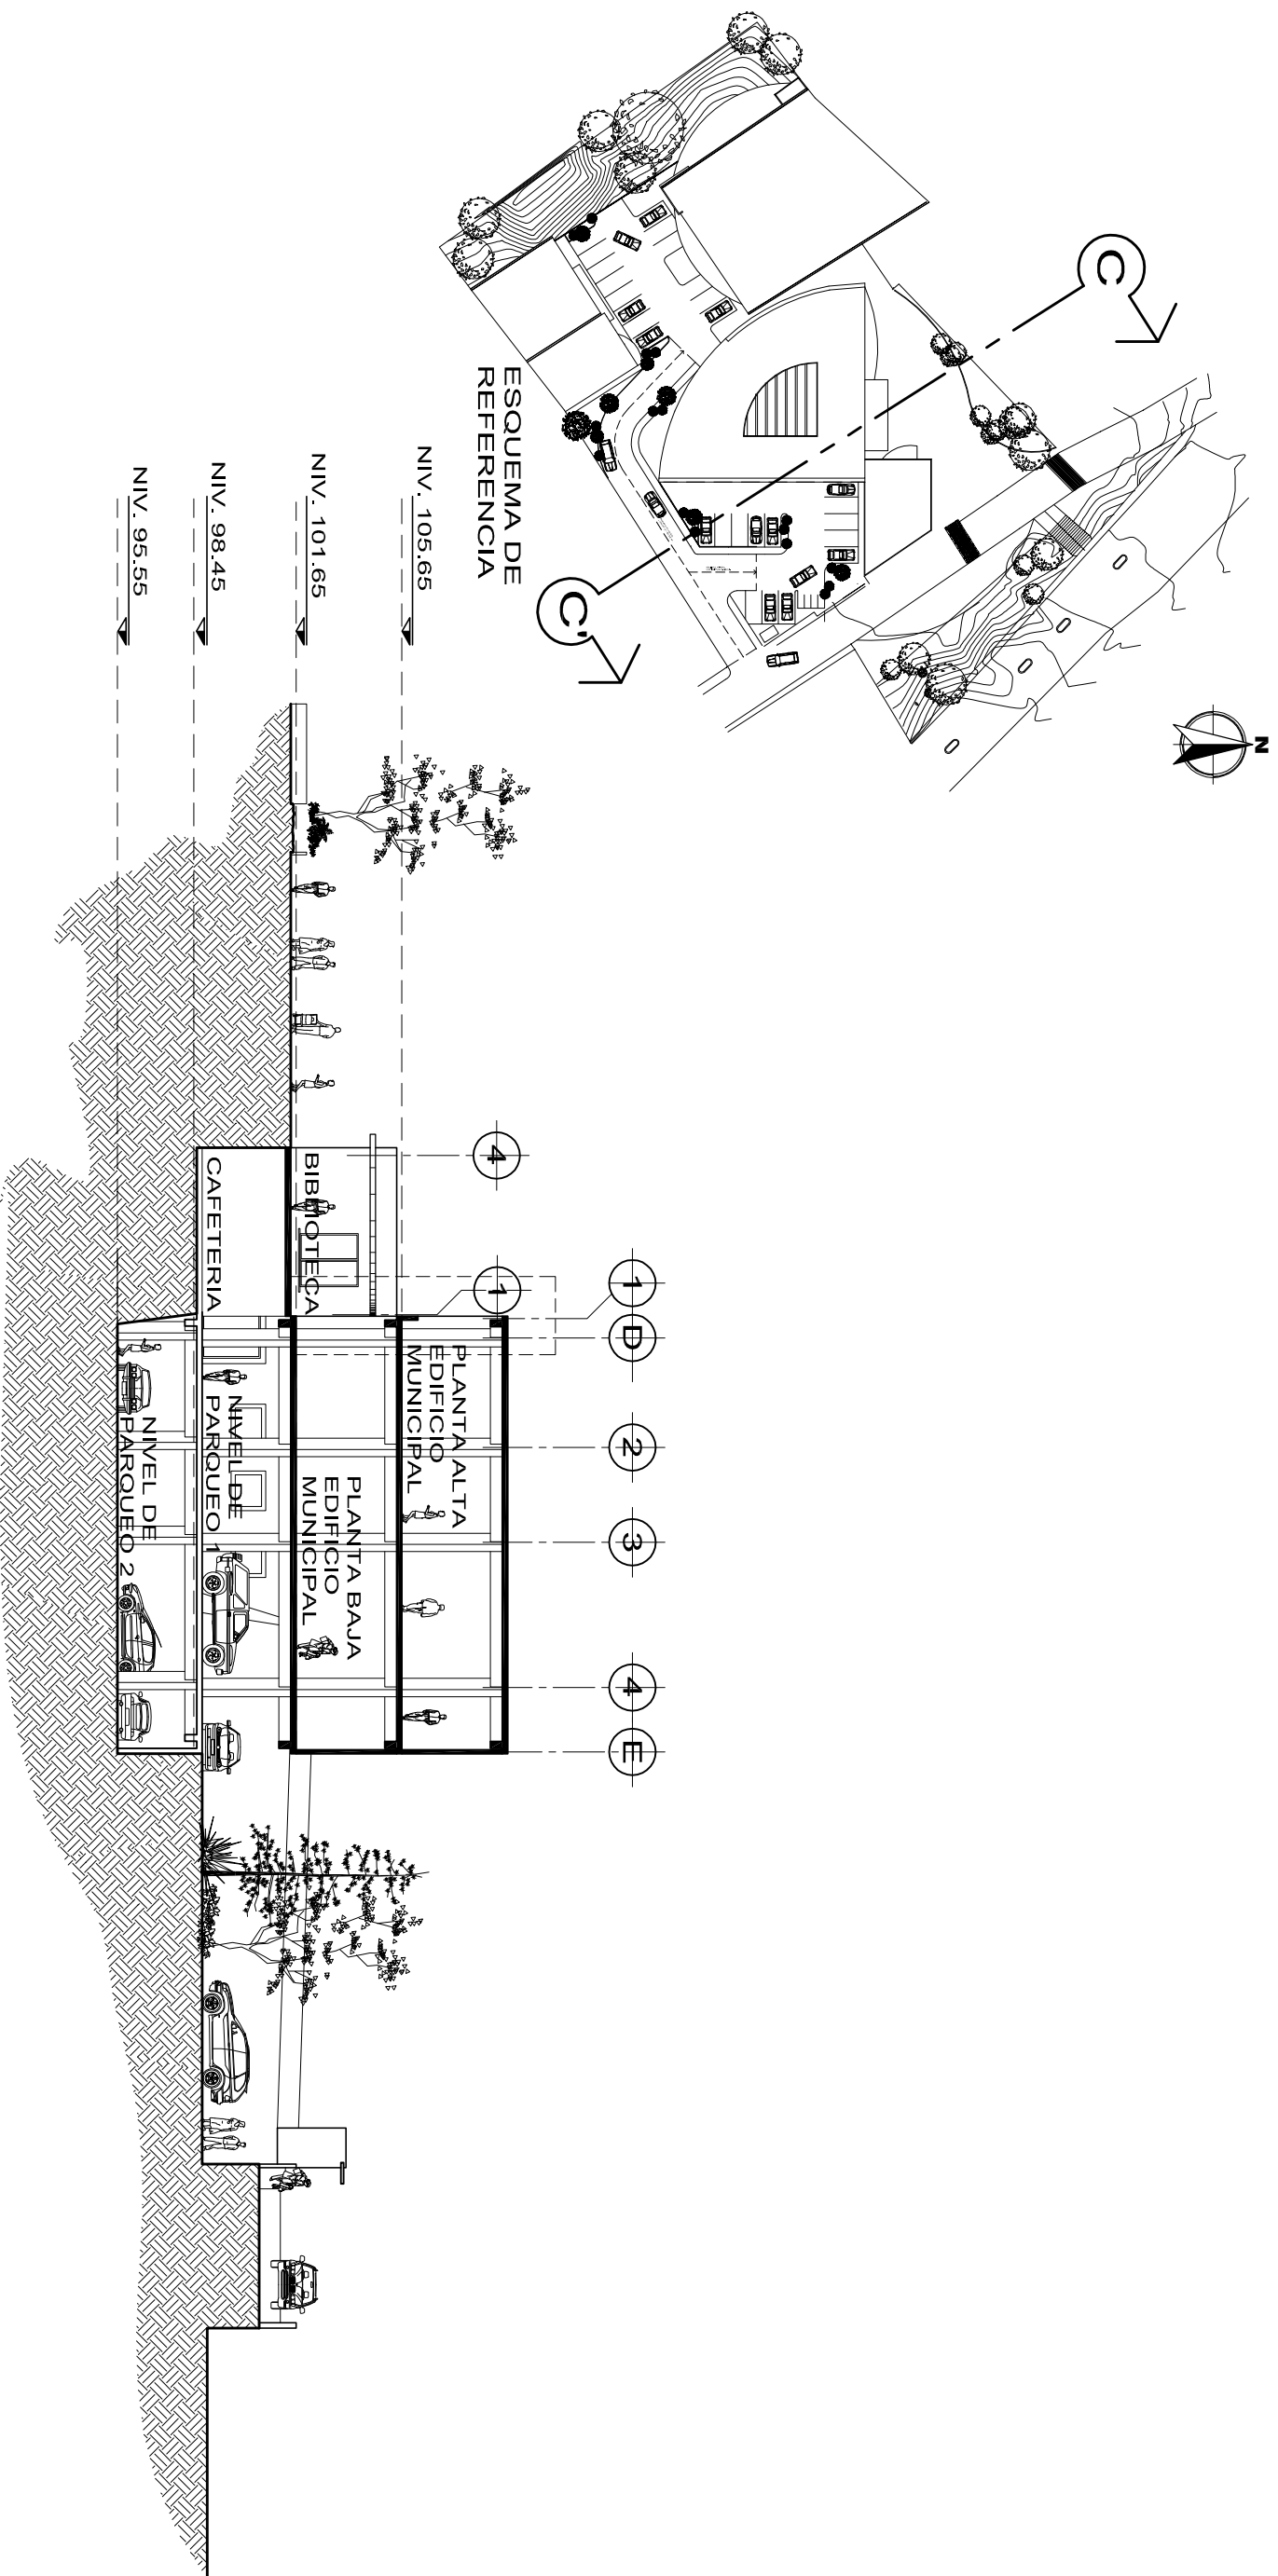 C
C'
N
ESQUEMA DE
REFERENCIA
NIV. 105.65
NIV. 101.65
NIV. 98.45
NIV. 95.55
4
1
1
D
2
3
4
E
BIBLIOTECA
CAFETERIA
PLANTA ALTA
EDIFICIO
MUNICIPAL
PLANTA BAJA
EDIFICIO
MUNICIPAL
NIVEL DE
PARQUEO 1
NIVEL DE
PARQUEO 2